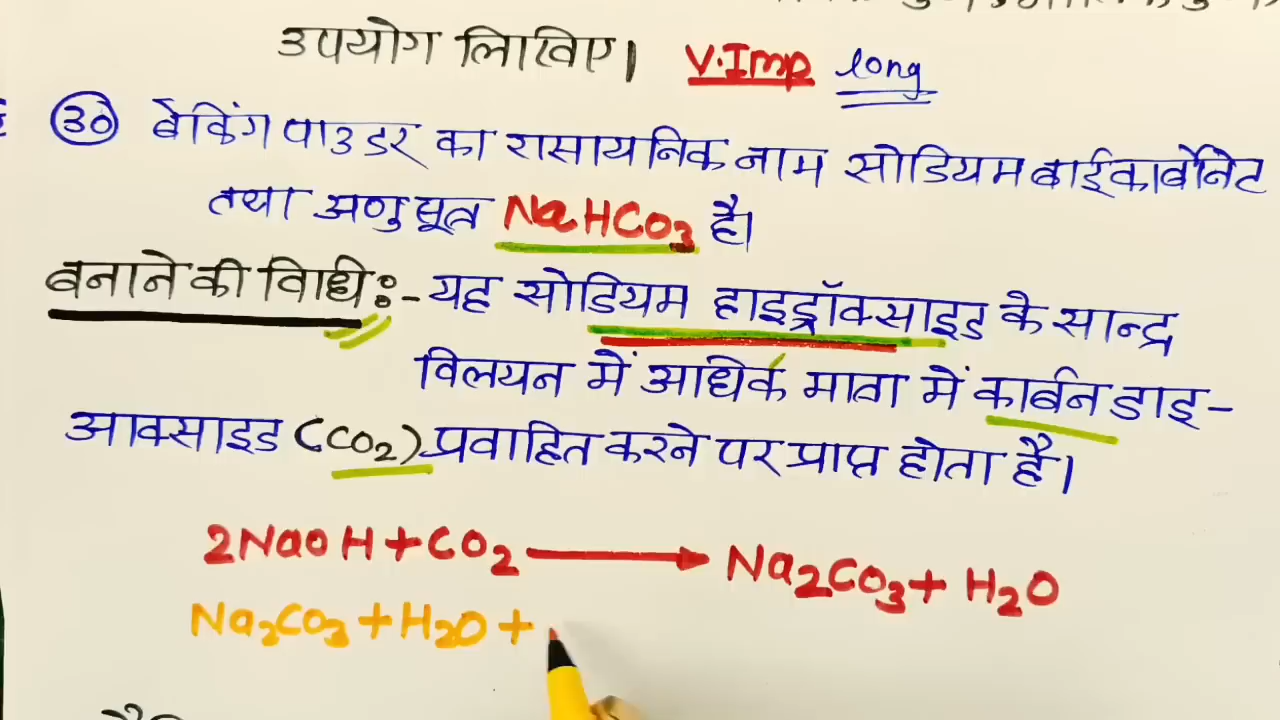 उपयोग लिखिए। V.Imp long
30 बेकिंग पाउडर का रासायनिक नाम सोडियम बाईकार्बोनेट
तथा अणुसूत्र NaHCO3 है।
बनाने की विधि :- यह सोडियम हाइड्रॉक्साइड के सान्द्र
विलयन में अधिक मात्रा में कार्बन डाइ-
आक्साइड (CO2) प्रवाहित करने पर प्राप्त होता है।
2NaOH + CO2 → Na2CO3 + H2O
Na2CO3 + H2O +